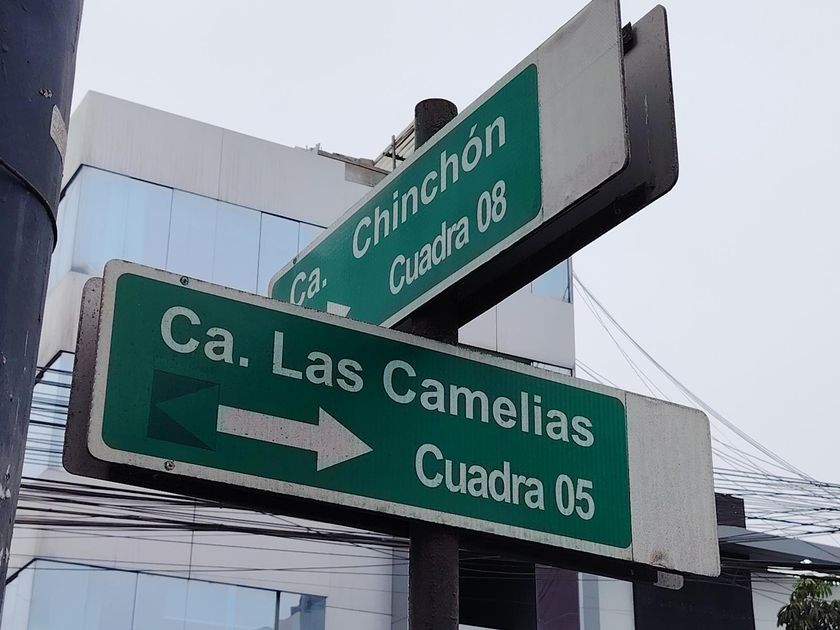 Ca. Chinchón
Cuadra 08
Ca. Las Camelias
Cuadra 05